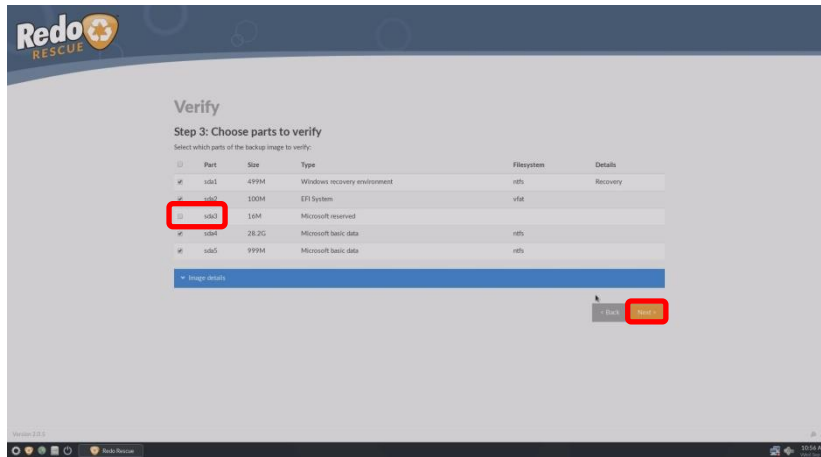 Redo
RESCUE
Verify
Step 3: Choose parts to verify
Select which parts of the backup image to verify:
Part Size Type Filesystem Details
sda1 499M Windows recovery environment ntfs Recovery
sda2 100M EFI System vfat
sda3 16M Microsoft reserved
sda4 28.2G Microsoft basic data ntfs
sda5 999M Microsoft basic data ntfs
Image details
< Back Next >
Redo Rescue
10:54